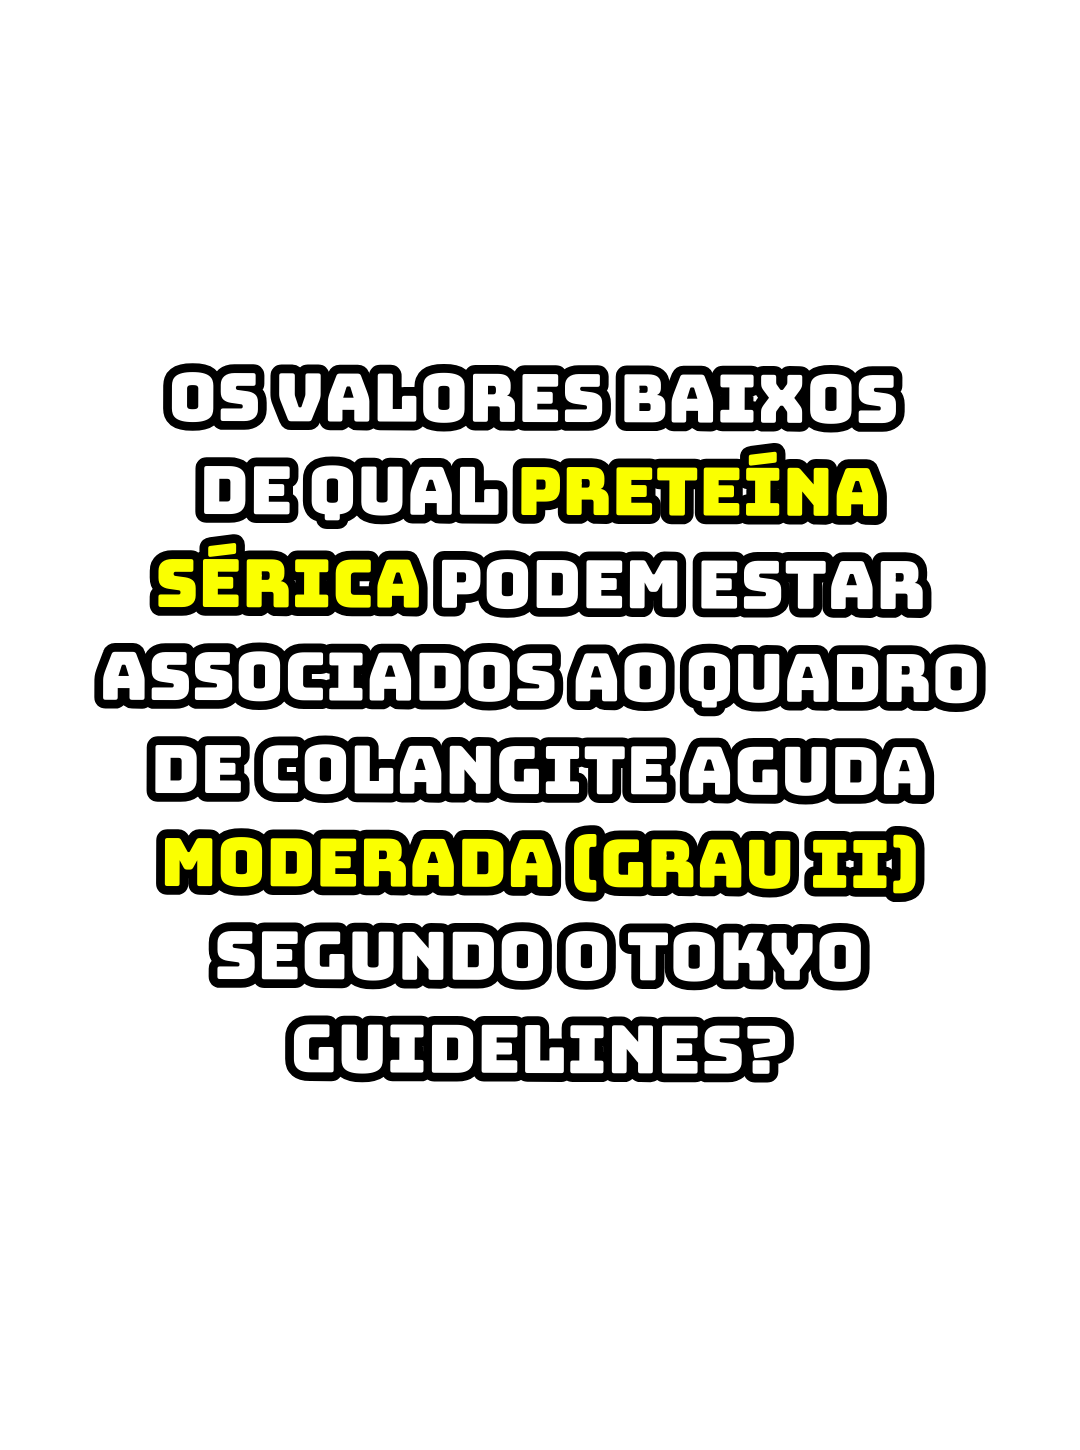 OS VALORES BAIXOS
DE QUAL PRETEÍNA
SÉRICA PODEM ESTAR
ASSOCIADOS AO QUADRO
DE COLANGITE AGUDA
MODERADA (GRAU II)
SEGUNDO O TOKYO
GUIDELINES?